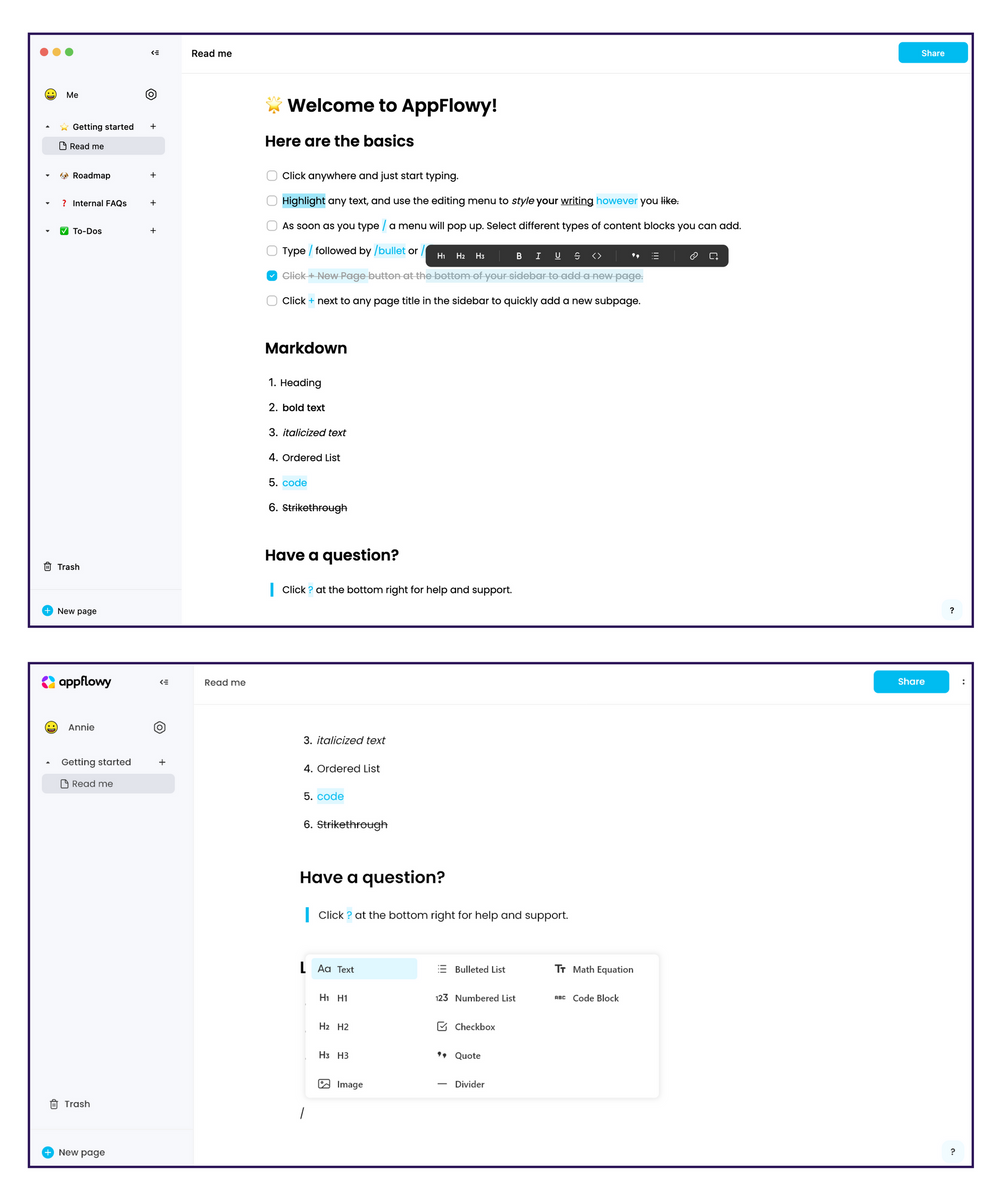 Read me
Share
Me
Getting started +
Read me
Roadmap +
❓ Internal FAQs +
✅ To-Dos +
Trash
New page
🌟 Welcome to AppFlowy!
Here are the basics
Click anywhere and just start typing.
Highlight any text, and use the editing menu to style your writing however you like.
As soon as you type / a menu will pop up. Select different types of content blocks you can add.
Type / followed by /bullet or /
H1 H2 H3 B I U S <>
Click + New Page button at the bottom of your sidebar to add a new page.
Click + next to any page title in the sidebar to quickly add a new subpage.
Markdown
1. Heading
2. bold text
3. italicized text
4. Ordered List
5. code
6. Strikethrough
Have a question?
Click ? at the bottom right for help and support.
?
appflowy
Read me
Share
Annie
Getting started +
Read me
Trash
New page
3. italicized text
4. Ordered List
5. code
6. Strikethrough
Have a question?
Click ? at the bottom right for help and support.
Aa Text
H1 H1
H2 H2
H3 H3
Image
Bulleted List
123 Numbered List
Checkbox
Quote
Divider
TT Math Equation
ABC Code Block
/
?